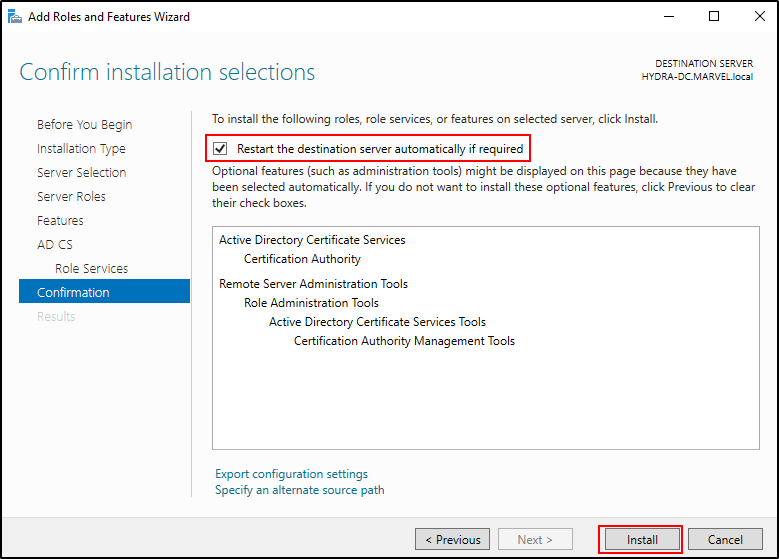 Add Roles and Features Wizard
Confirm installation selections
DESTINATION SERVER
HYDRA-DC.MARVEL.local
Before You Begin
Installation Type
Server Selection
Server Roles
Features
AD CS
Role Services
Confirmation
Results
To install the following roles, role services, or features on selected server, click Install.
Restart the destination server automatically if required
Optional features (such as administration tools) might be displayed on this page because they have
been selected automatically. If you do not want to install these optional features, click Previous to clear
their check boxes.
Active Directory Certificate Services
Certification Authority
Remote Server Administration Tools
Role Administration Tools
Active Directory Certificate Services Tools
Certification Authority Management Tools
Export configuration settings
Specify an alternate source path
< Previous
Next >
Install
Cancel